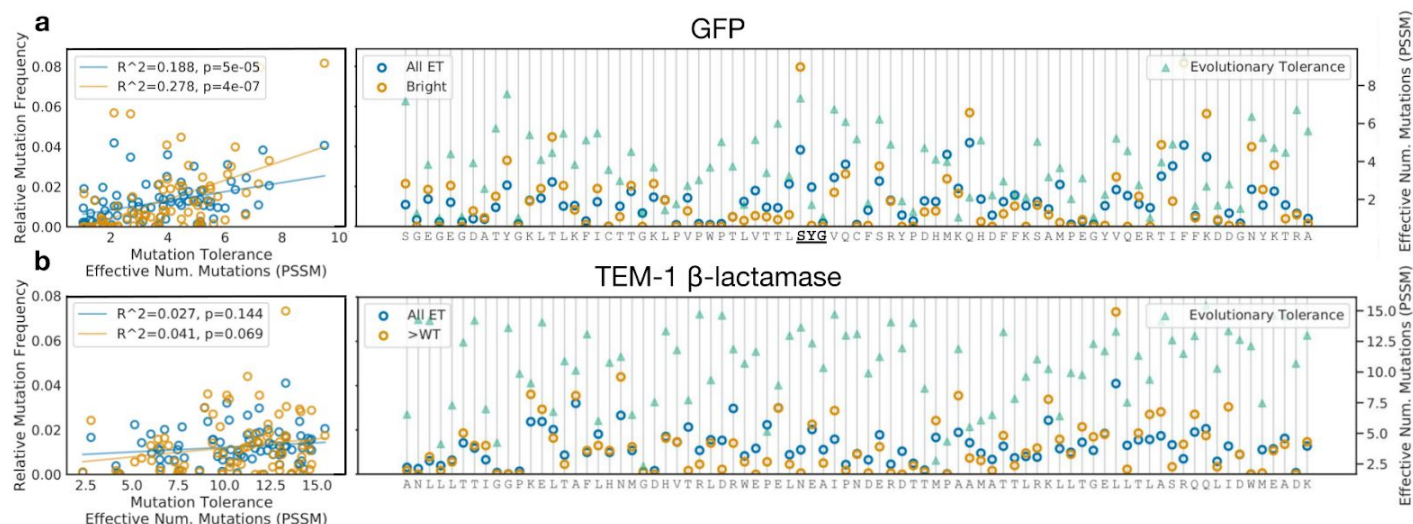 a
GFP
Relative Mutation Frequency
0.08
0.06
0.04
0.02
0.00
R^2=0.188, p=5e-05
R^2=0.278, p=4e-07
2 4 6 8 10
Mutation Tolerance
Effective Num. Mutations (PSSM)
All ET
Bright
Evolutionary Tolerance
8
6
4
2
Effective Num. Mutations (PSSM)
S G E G E G D A T Y G K L T L K F I C T T G K L P V P W P T L V T T L S Y G V Q C F S R Y P D H M K Q H D F F K S A M P E G Y V Q E R T I F F K D D G N Y K T R A
b
TEM-1 β-lactamase
Relative Mutation Frequency
0.08
0.06
0.04
0.02
0.00
R^2=0.027, p=0.144
R^2=0.041, p=0.069
2.5 5.0 7.5 10.0 12.5 15.0
Mutation Tolerance
Effective Num. Mutations (PSSM)
All ET
>WT
Evolutionary Tolerance
15.0
12.5
10.0
7.5
5.0
2.5
Effective Num. Mutations (PSSM)
A N L L L T T I G G P K E L T A F L H N M G D H V T R L D R W E P E L N E A I P N D E R D T T M P A A M A T T L R K L L T G E L L T L A S R Q Q L I D W M E A D K